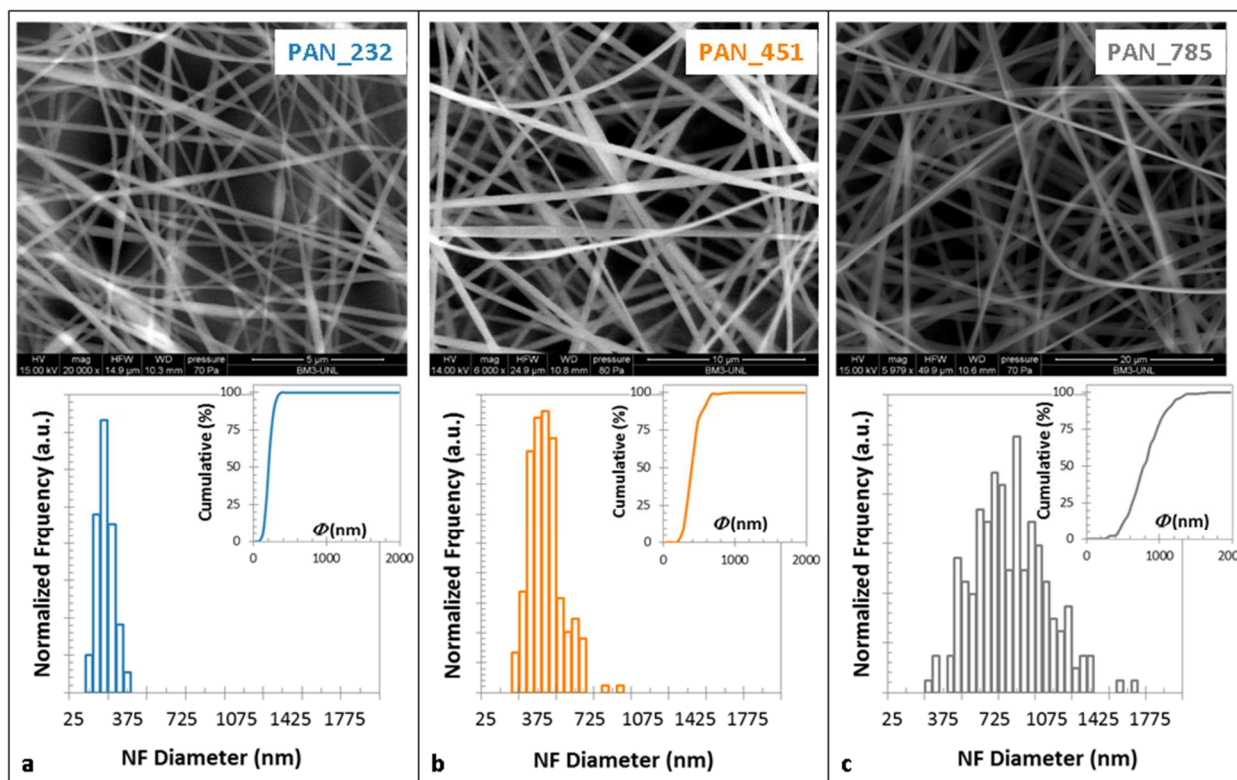 PAN_232
HV mag HFW WD pressure 5 µm
15.00 kV 20 000 x 14.9 µm 10.3 mm 70 Pa BM3-UNL
Normalized Frquency (a.u.)
Cumulative (%)
100
75
50
25
0
0 1000 2000
Φ(nm)
25 375 725 1075 1425 1775
NF Diameter (nm)
a
PAN_451
HV mag HFW WD pressure 10 µm
14.00 kV 6 000 x 24.9 µm 10.8 mm 80 Pa BM3-UNL
Normalized Frquency (a.u.)
Cumulative (%)
100
75
50
25
0
0 1000 2000
Φ(nm)
25 375 725 1075 1425 1775
NF Diameter (nm)
b
PAN_785
HV mag HFW WD pressure 20 µm
15.00 kV 5 979 x 49.9 µm 10.6 mm 70 Pa BM3-UNL
Normalized Frquency (a.u.)
Cumulative (%)
100
75
50
25
0
0 1000 200
Φ(nm)
25 375 725 1075 1425 1775
NF Diameter (nm)
c